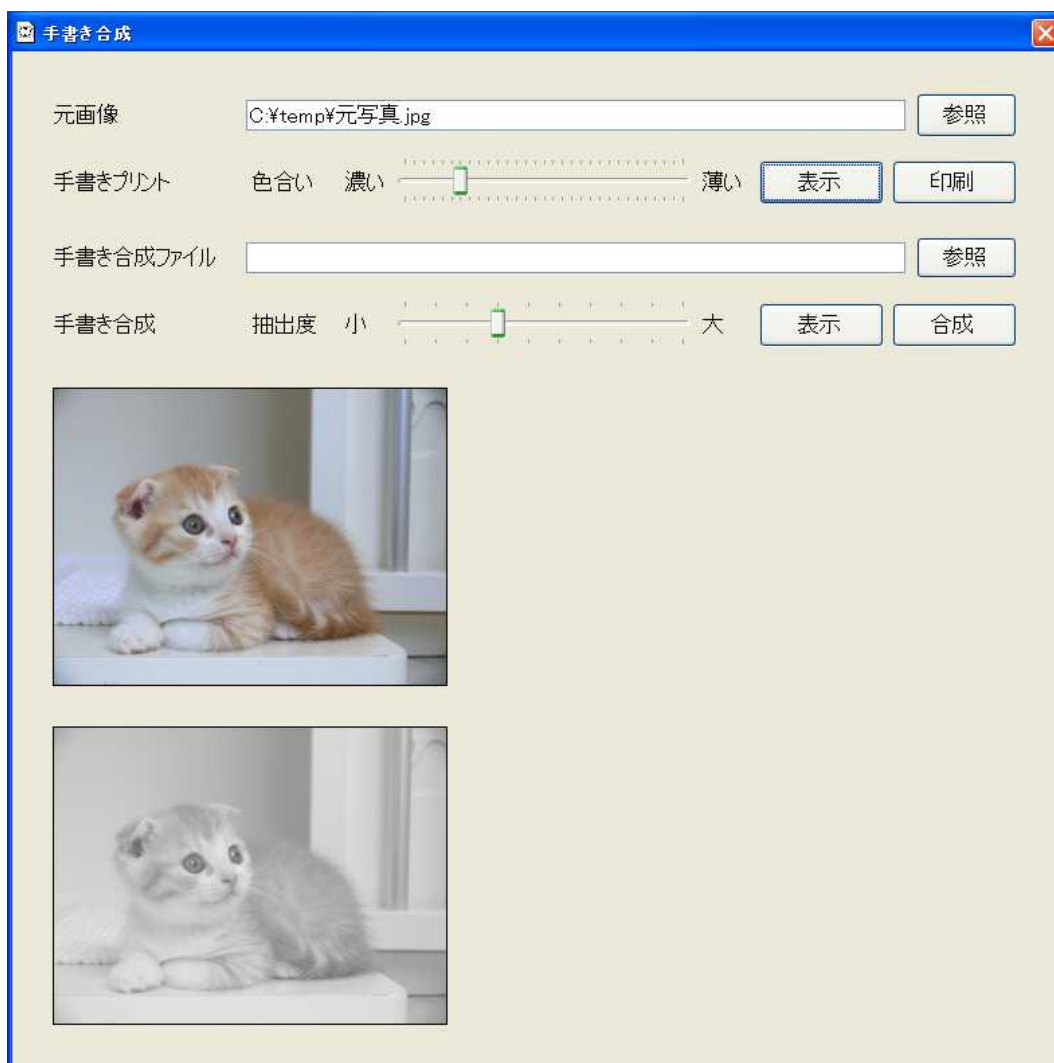 手書き合成
元画像 C:¥temp¥元写真.jpg 参照
手書きプリント 色合い 濃い 薄い 表示 印刷
手書き合成ファイル 参照
手書き合成 抽出度 小 大 表示 合成